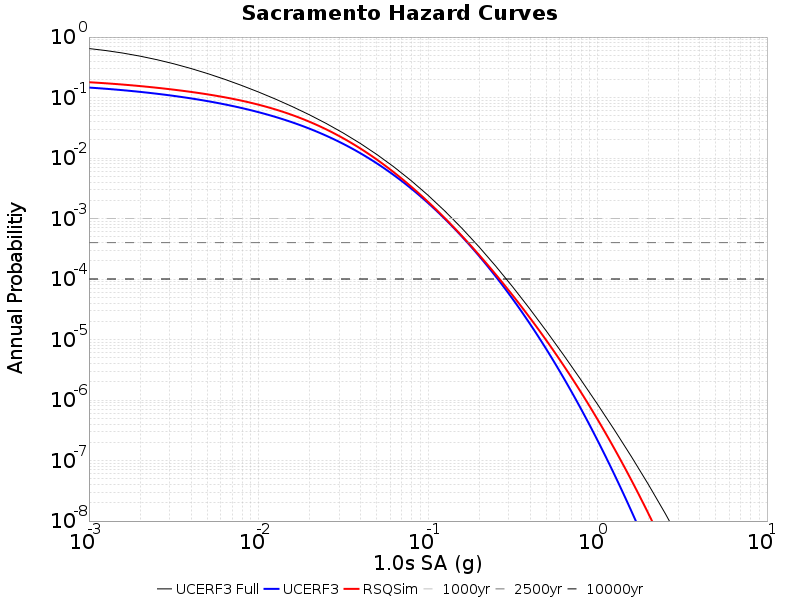 Sacramento Hazard Curves
10^0
10^-1
10^-2
10^-3
10^-4
10^-5
10^-6
10^-7
10^-8
Annual Probabilitiy
10^-3 10^-2 10^-1 10^0 10^1
1.0s SA (g)
UCERF3 Full UCERF3 RSQSim 1000yr 2500yr 10000yr